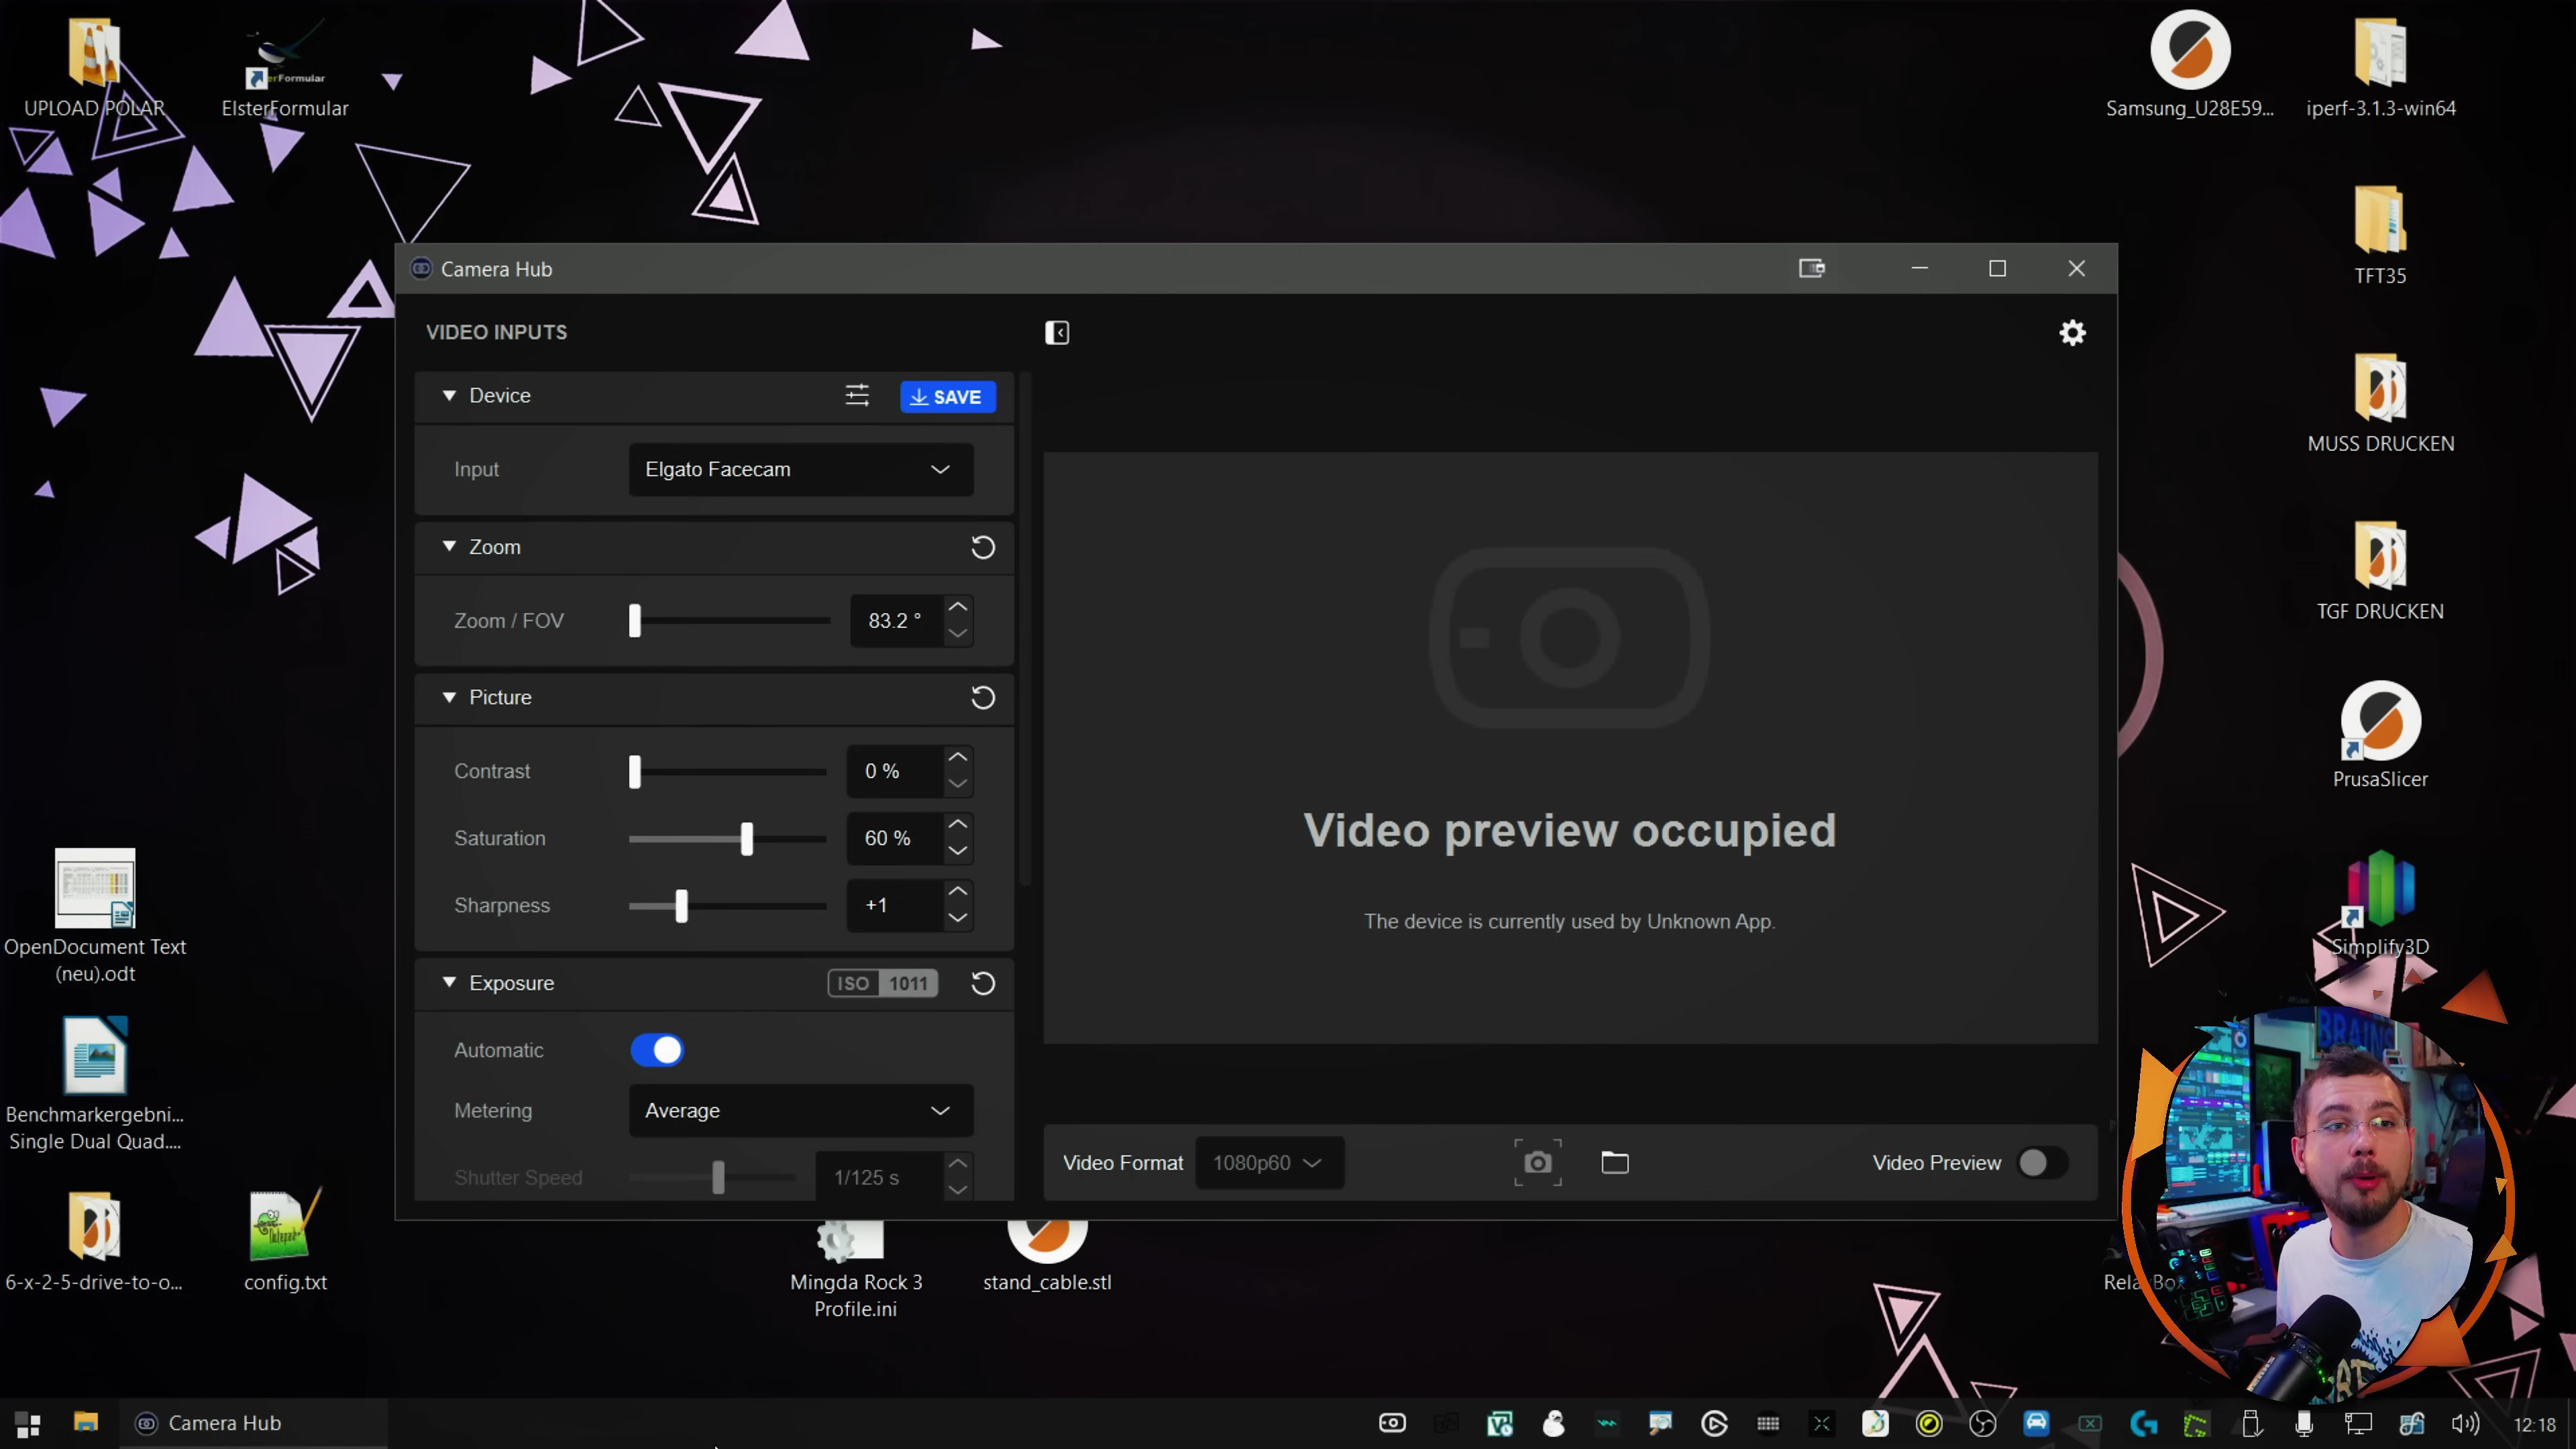 UPLOAD POLAR
erFormular
ElsterFormular
Samsung_U28E59...
iperf-3.1.3-win64
TFT35
MUSS DRUCKEN
TGF DRUCKEN
PrusaSlicer
Simplify3D
Camera Hub
VIDEO INPUTS
Device
SAVE
Input
Elgato Facecam
Zoom
Zoom / FOV
83.2 °
Picture
Contrast
0 %
Saturation
60 %
Sharpness
+1
Exposure
ISO 1011
Automatic
Metering
Average
Shutter Speed
1/125 s
Video preview occupied
The device is currently used by Unknown App.
Video Format
1080p60
Video Preview
OpenDocument Text
(neu).odt
Benchmarkergebni...
Single Dual Quad....
6-x-2-5-drive-to-o...
config.txt
Mingda Rock 3
Profile.ini
stand_cable.stl
BRAINS
Camera Hub
12:18